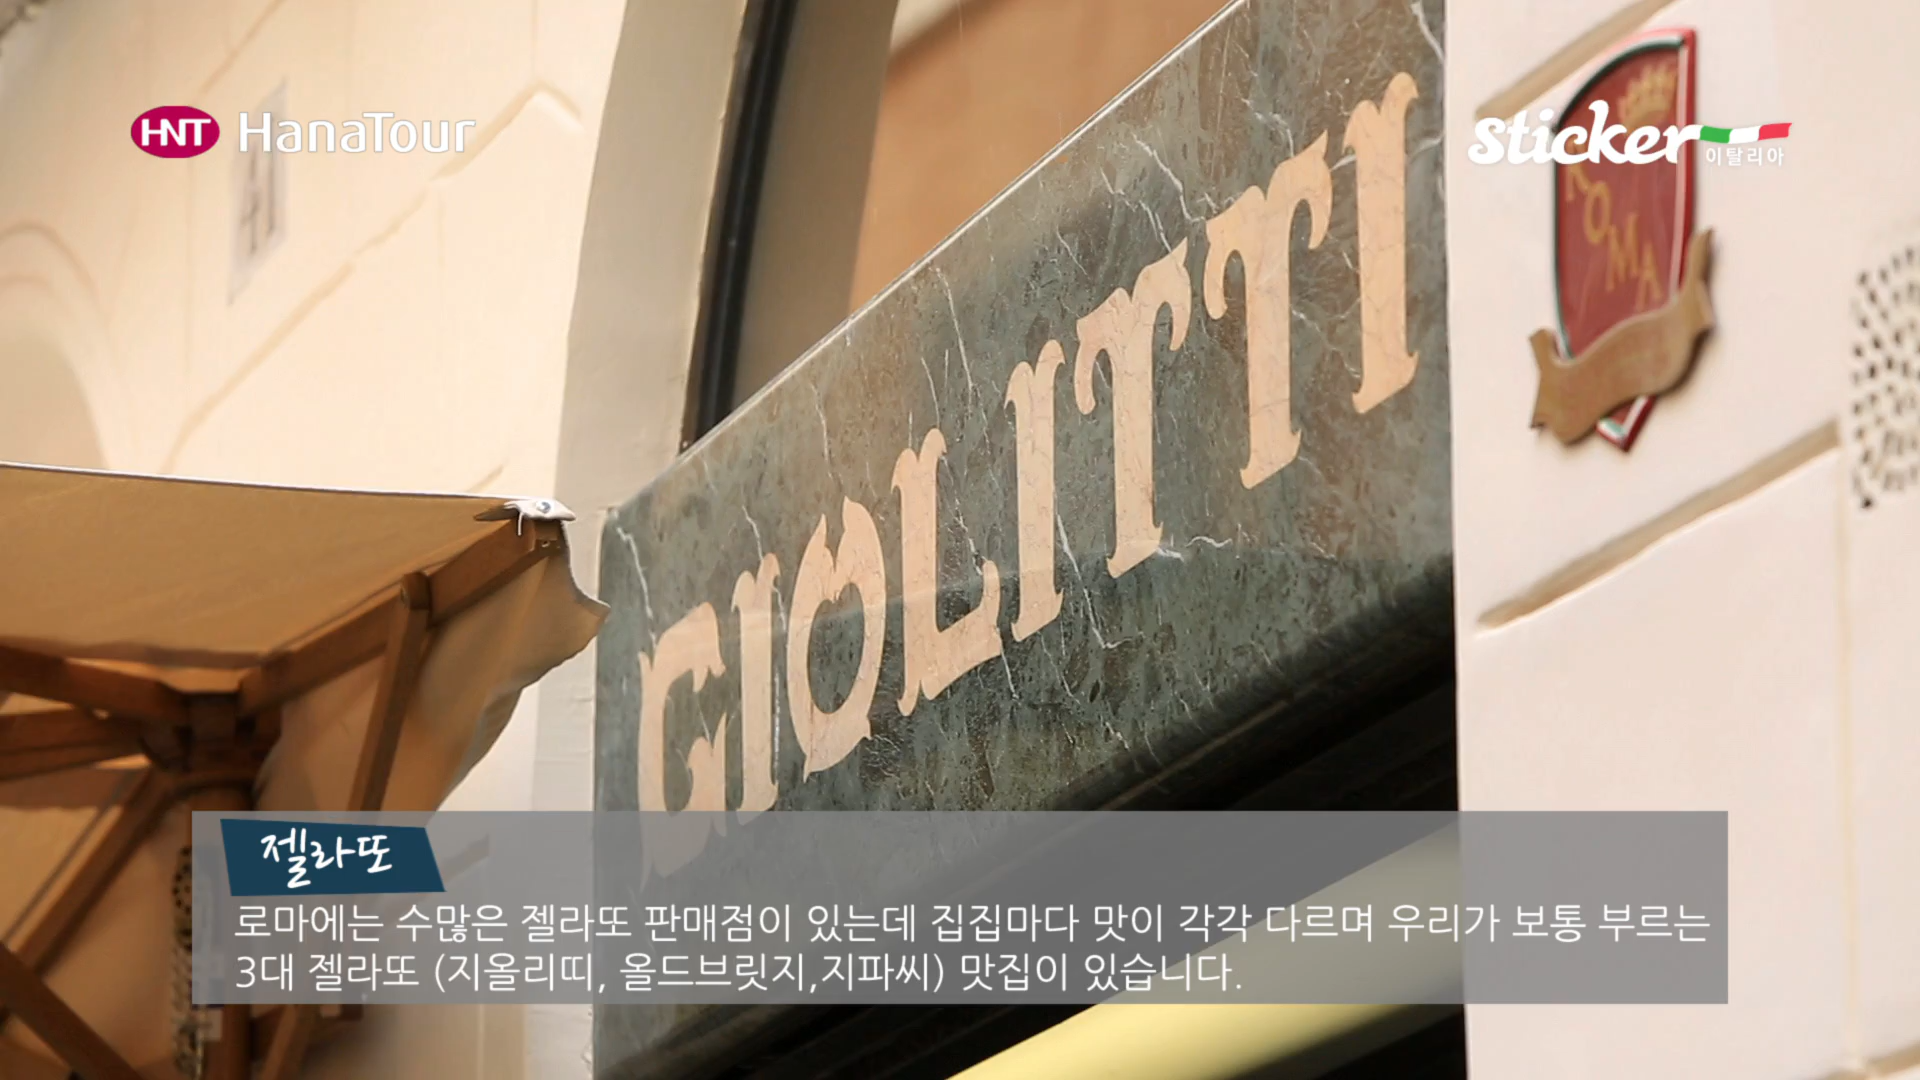 HNT HanaTour
sticker
이탈리아
ROMA
GIOLITTI
젤라또
로마에는 수많은 젤라또 판매점이 있는데 집집마다 맛이 각각 다르며 우리가 보통 부르는
3대 젤라또 (지올리띠, 올드브릿지,지파씨) 맛집이 있습니다.